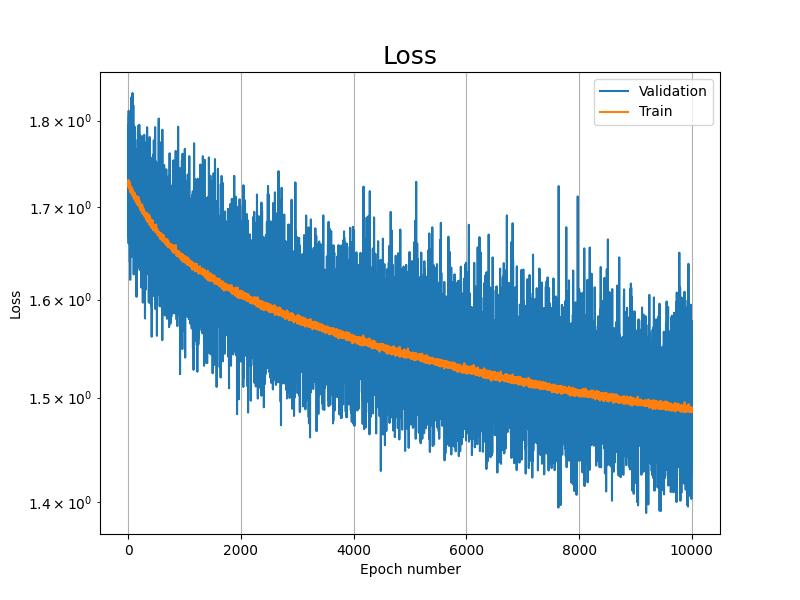 Loss
Validation
Train
1.8 × 10⁰
1.7 × 10⁰
1.6 × 10⁰
1.5 × 10⁰
1.4 × 10⁰
Loss
0 2000 4000 6000 8000 10000
Epoch number